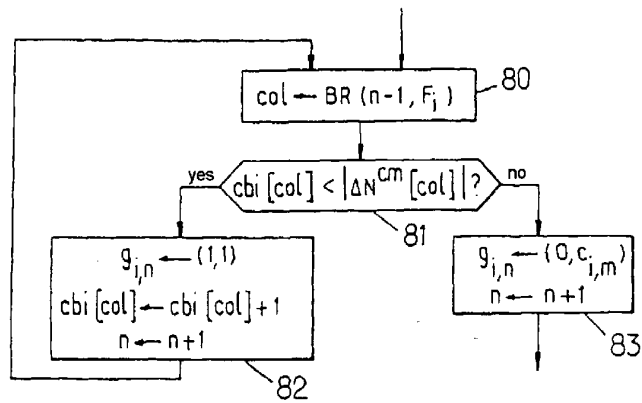 col ← BR (n-1, F_i)
80
yes
cbi [col] < |ΔN^cm [col]| ?
no
81
g_i,n ← (1,1)
cbi [col] ← cbi [col] + 1
n ← n+1
82
g_i,n ← (0, c_i,m)
n ← n+1
83